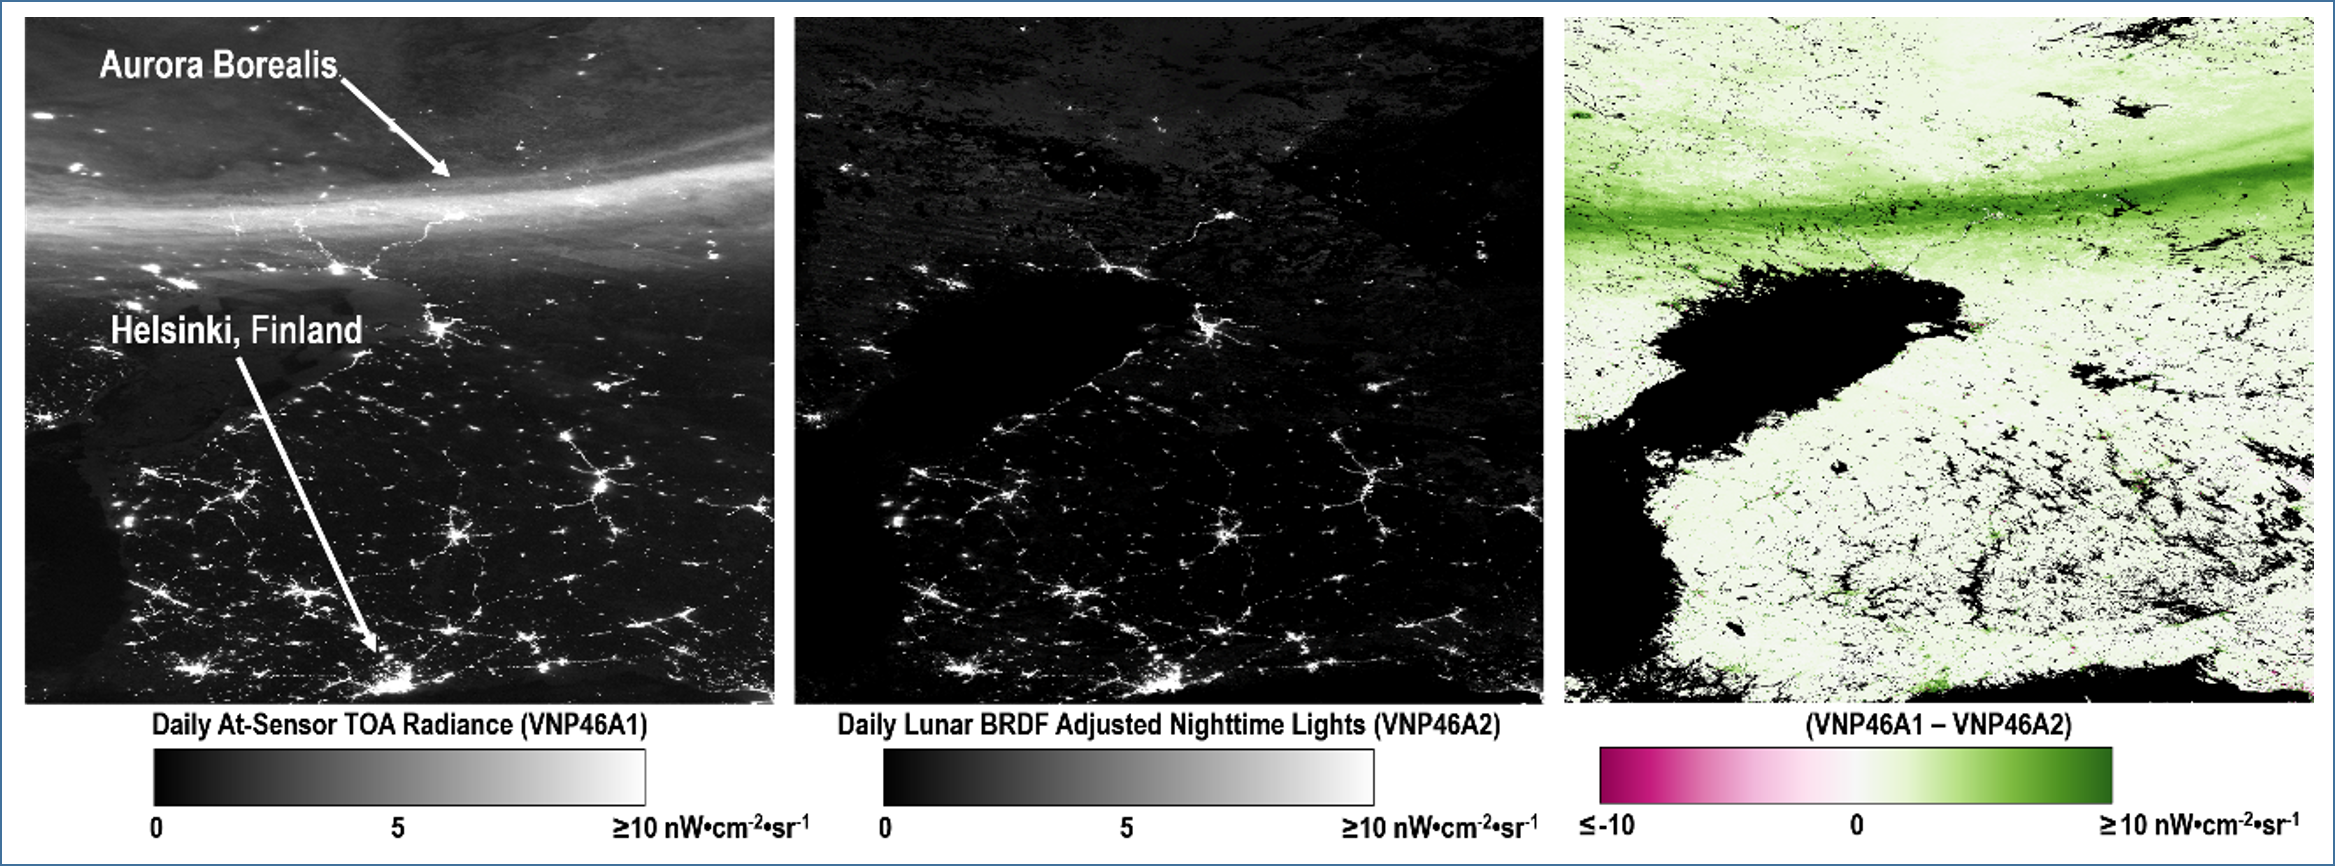 Aurora Borealis
Helsinki, Finland
Daily At-Sensor TOA Radiance (VNP46A1)
0 5 ≥10 nW•cm⁻²•sr⁻¹
Daily Lunar BRDF Adjusted Nighttime Lights (VNP46A2)
0 5 ≥10 nW•cm⁻²•sr⁻¹
(VNP46A1 – VNP46A2)
≤-10 0 ≥10 nW•cm⁻²•sr⁻¹